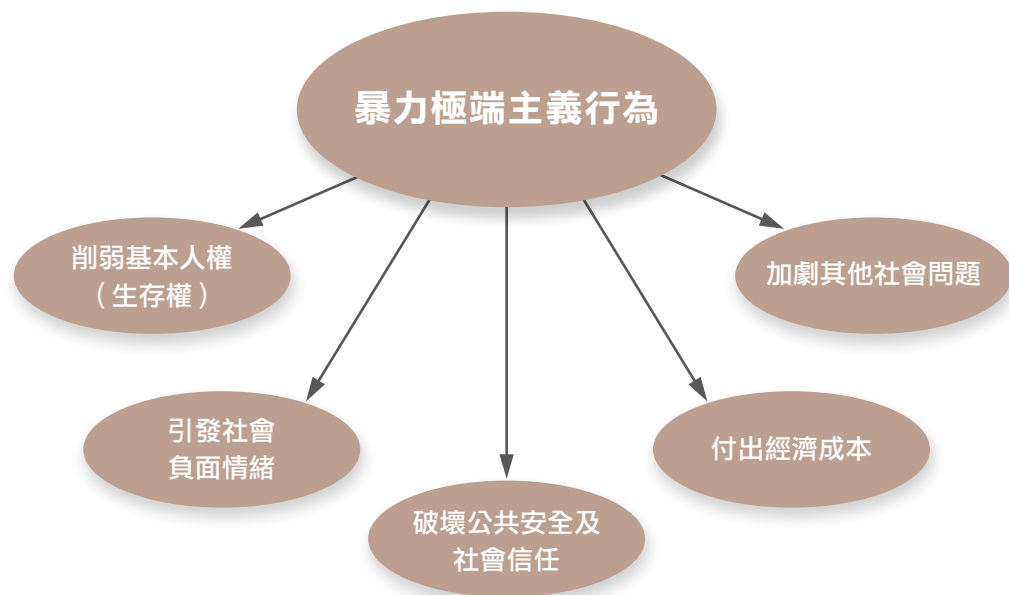 暴力極端主義行為
削弱基本人權
（生存權）
加劇其他社會問題
引發社會
負面情緒
付出經濟成本
破壞公共安全及
社會信任